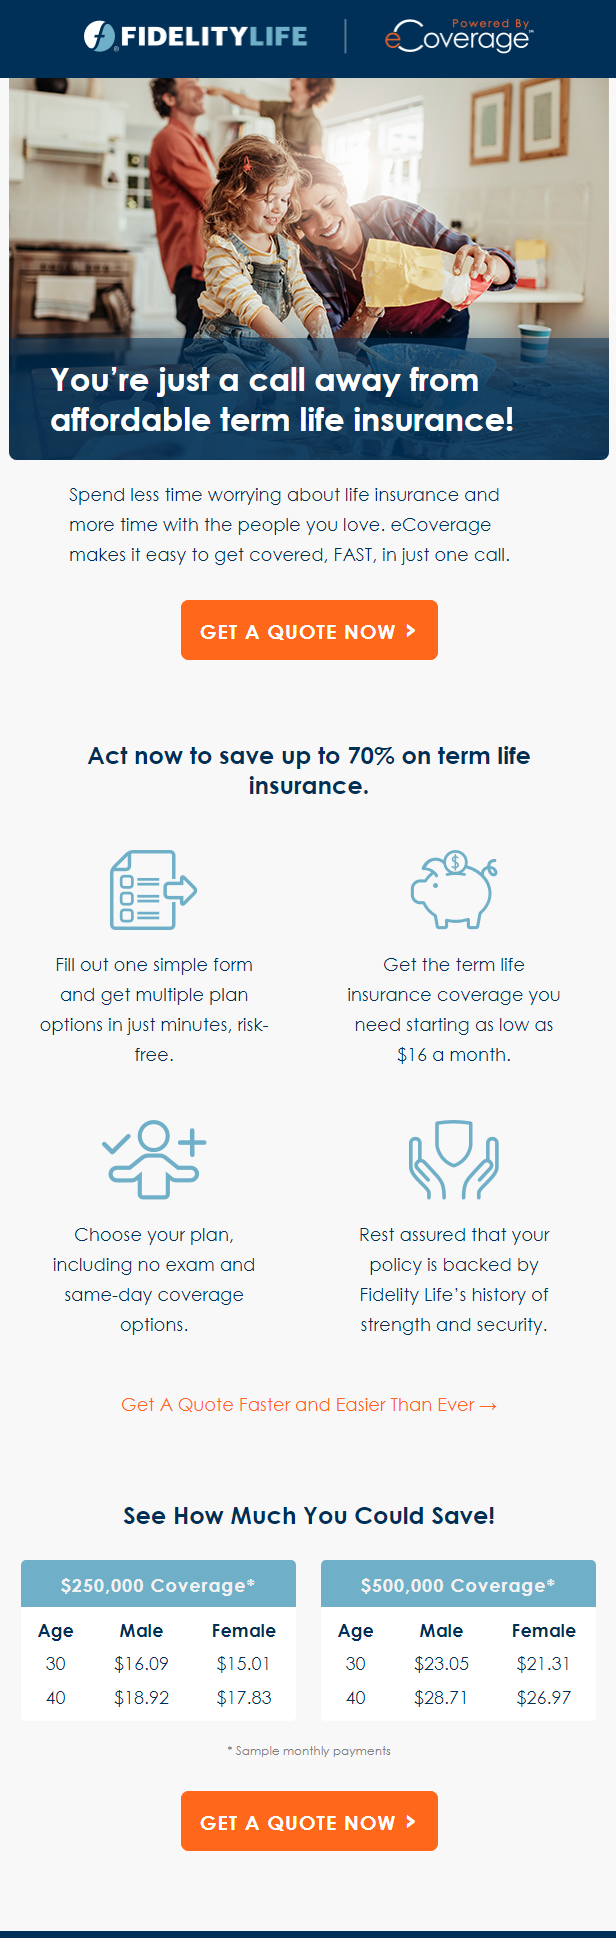 FIDELITYLIFE
Powered By
eCoverage℠
You're just a call away from
affordable term life insurance!
Spend less time worrying about life insurance and
more time with the people you love. eCoverage
makes it easy to get covered, FAST, in just one call.
GET A QUOTE NOW >
Act now to save up to 70% on term life
insurance.
Fill out one simple form
and get multiple plan
options in just minutes, risk-
free.
Get the term life
insurance coverage you
need starting as low as
$16 a month.
Choose your plan,
including no exam and
same-day coverage
options.
Rest assured that your
policy is backed by
Fidelity Life's history of
strength and security.
Get A Quote Faster and Easier Than Ever →
See How Much You Could Save!
$250,000 Coverage*
Age Male Female
30 $16.09 $15.01
40 $18.92 $17.83
$500,000 Coverage*
Age Male Female
30 $23.05 $21.31
40 $28.71 $26.97
* Sample monthly payments
GET A QUOTE NOW >